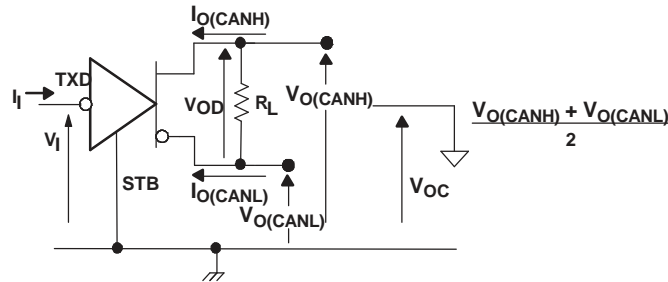 IO(CANH)
TXD
II
VOD
RL
VO(CANH)
VO(CANH) + VO(CANL)
2
VI
STB
IO(CANL)
VO(CANL)
VOC